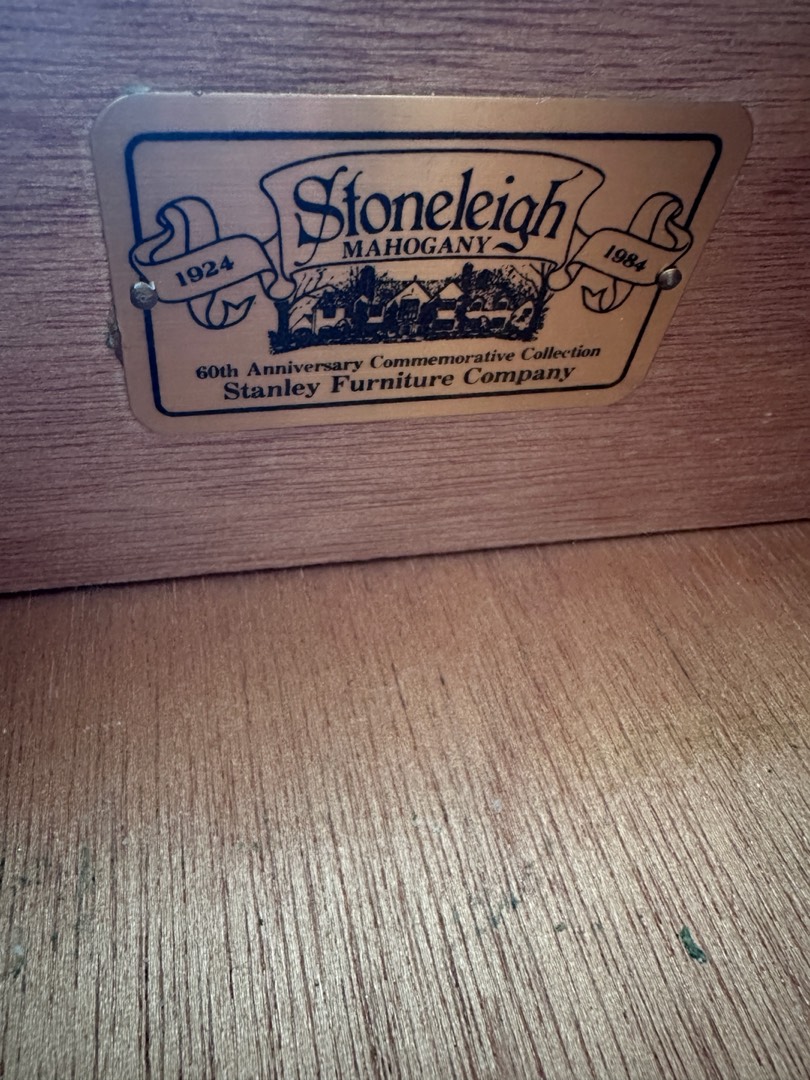 Stoneleigh
MAHOGANY
1924
1984
60th Anniversary Commemorative Collection
Stanley Furniture Company